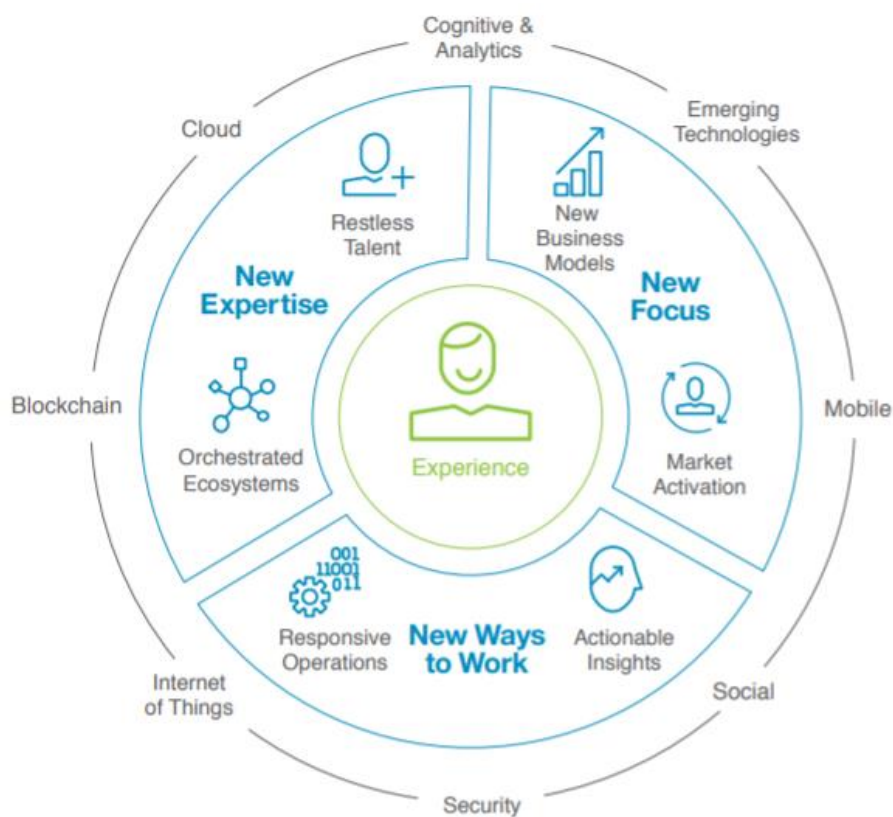 Cognitive &
Analytics
Emerging
Technologies
Mobile
Social
Security
Internet
of Things
Blockchain
Cloud
Restless
Talent
New
Expertise
Orchestrated
Ecosystems
New
Business
Models
New
Focus
Market
Activation
Experience
001
11001
011
Responsive
Operations
New Ways
to Work
Actionable
Insights